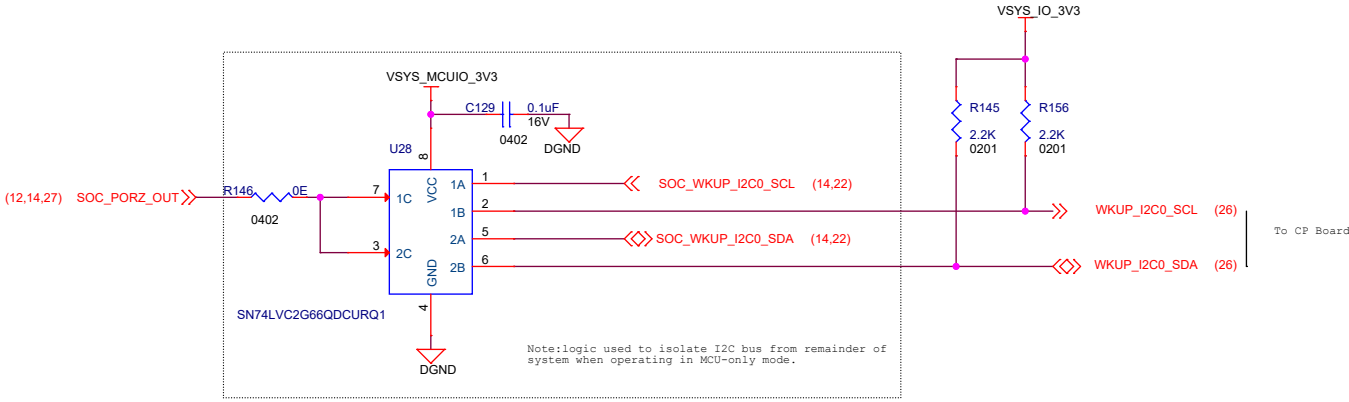 VSYS_IO_3V3
VSYS_MCUIO_3V3
C129 0.1uF
16V
0402
DGND
R145
2.2K
0201
R156
2.2K
0201
U28
8
VCC
(12,14,27) SOC_PORZ_OUT
R146 0E
0402
7 1C
3 2C
1A 1
1B 2
2A 5
2B 6
GND
4
SOC_WKUP_I2C0_SCL (14,22)
WKUP_I2C0_SCL (26)
SOC_WKUP_I2C0_SDA (14,22)
WKUP_I2C0_SDA (26)
To CP Board
SN74LVC2G66QDCURQ1
DGND
Note:logic used to isolate I2C bus from remainder of
system when operating in MCU-only mode.